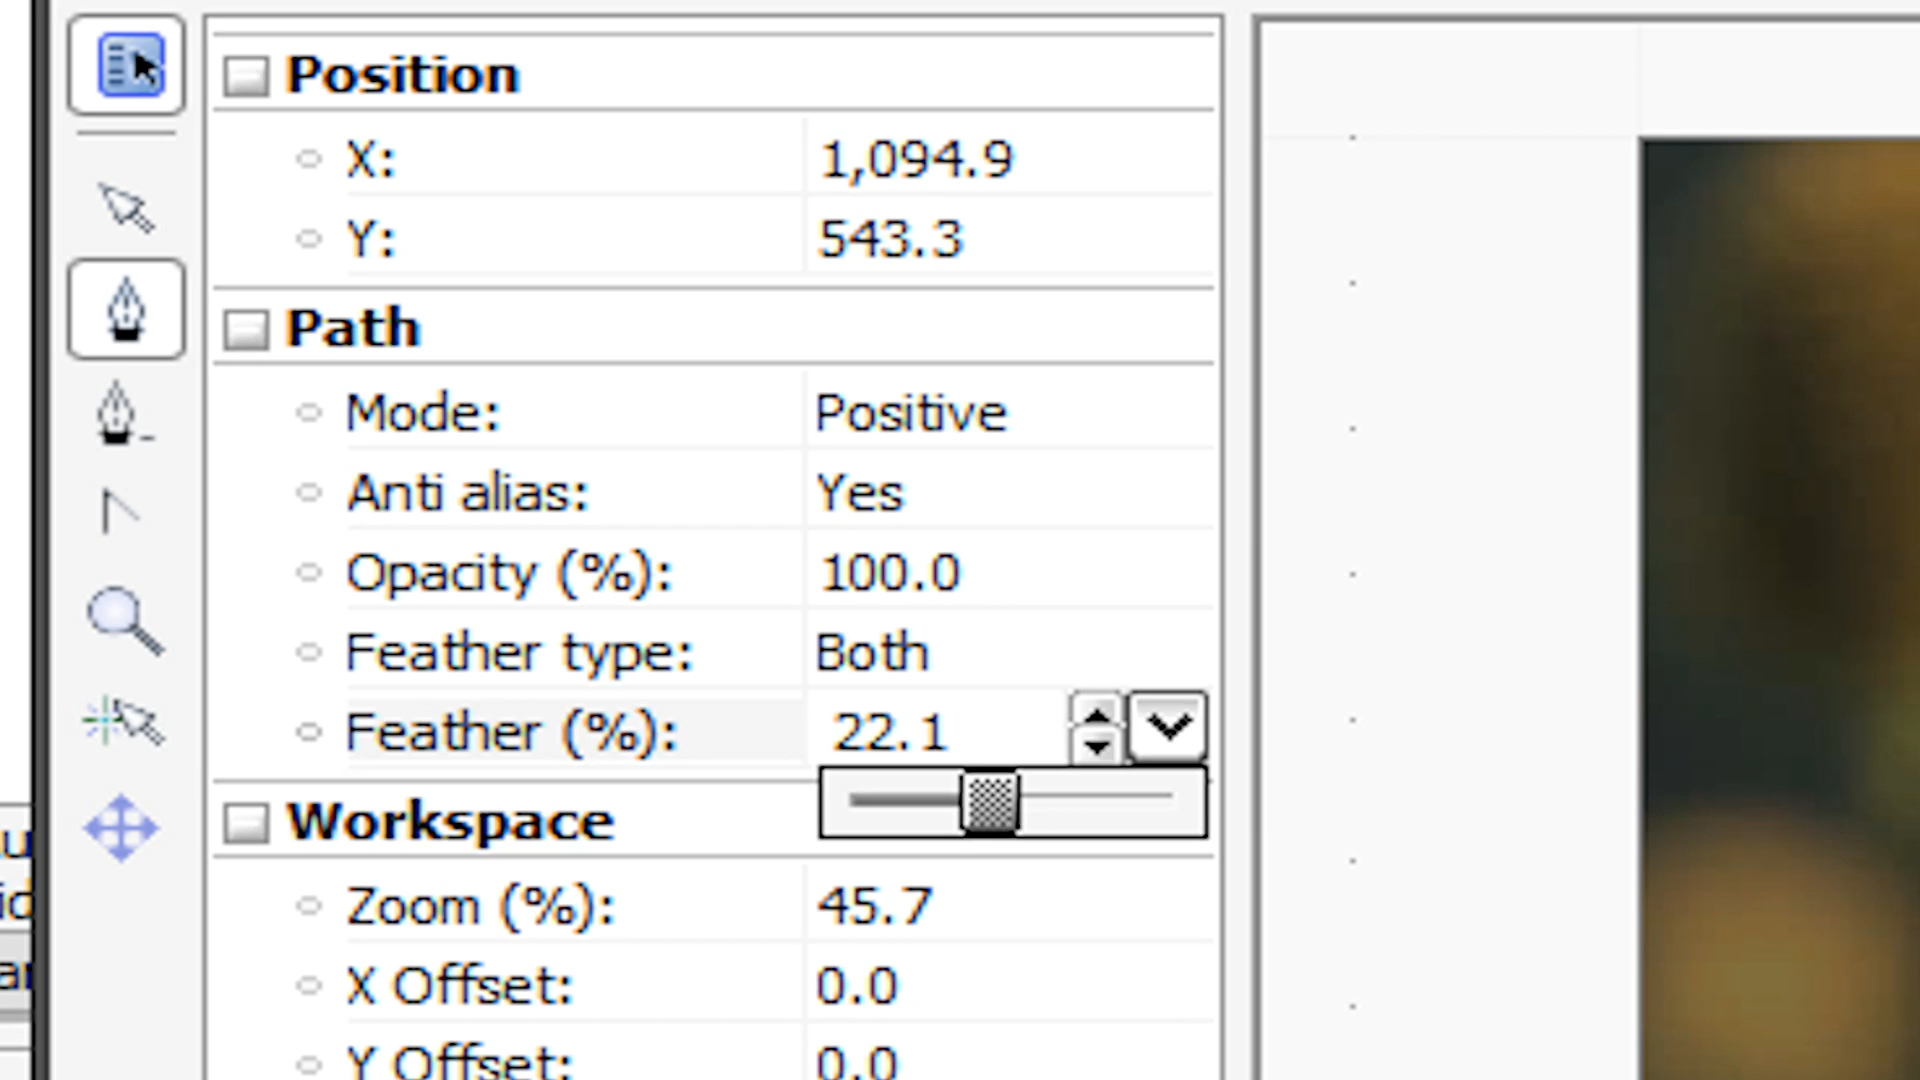 Position
X: 1,094.9
Y: 543.3
Path
Mode: Positive
Anti alias: Yes
Opacity (%): 100.0
Feather type: Both
Feather (%): 22.1
Workspace
Zoom (%): 45.7
X Offset: 0.0
Y Offset: 0.0